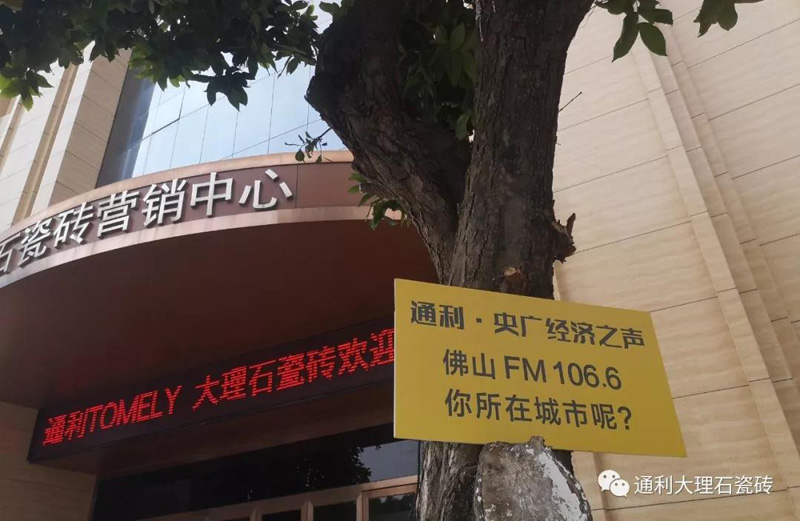 石瓷砖营销中心
通利TOMELY 大理石瓷砖欢迎
通利·央广经济之声
佛山 FM 106.6
你所在城市呢?
通利大理石瓷砖